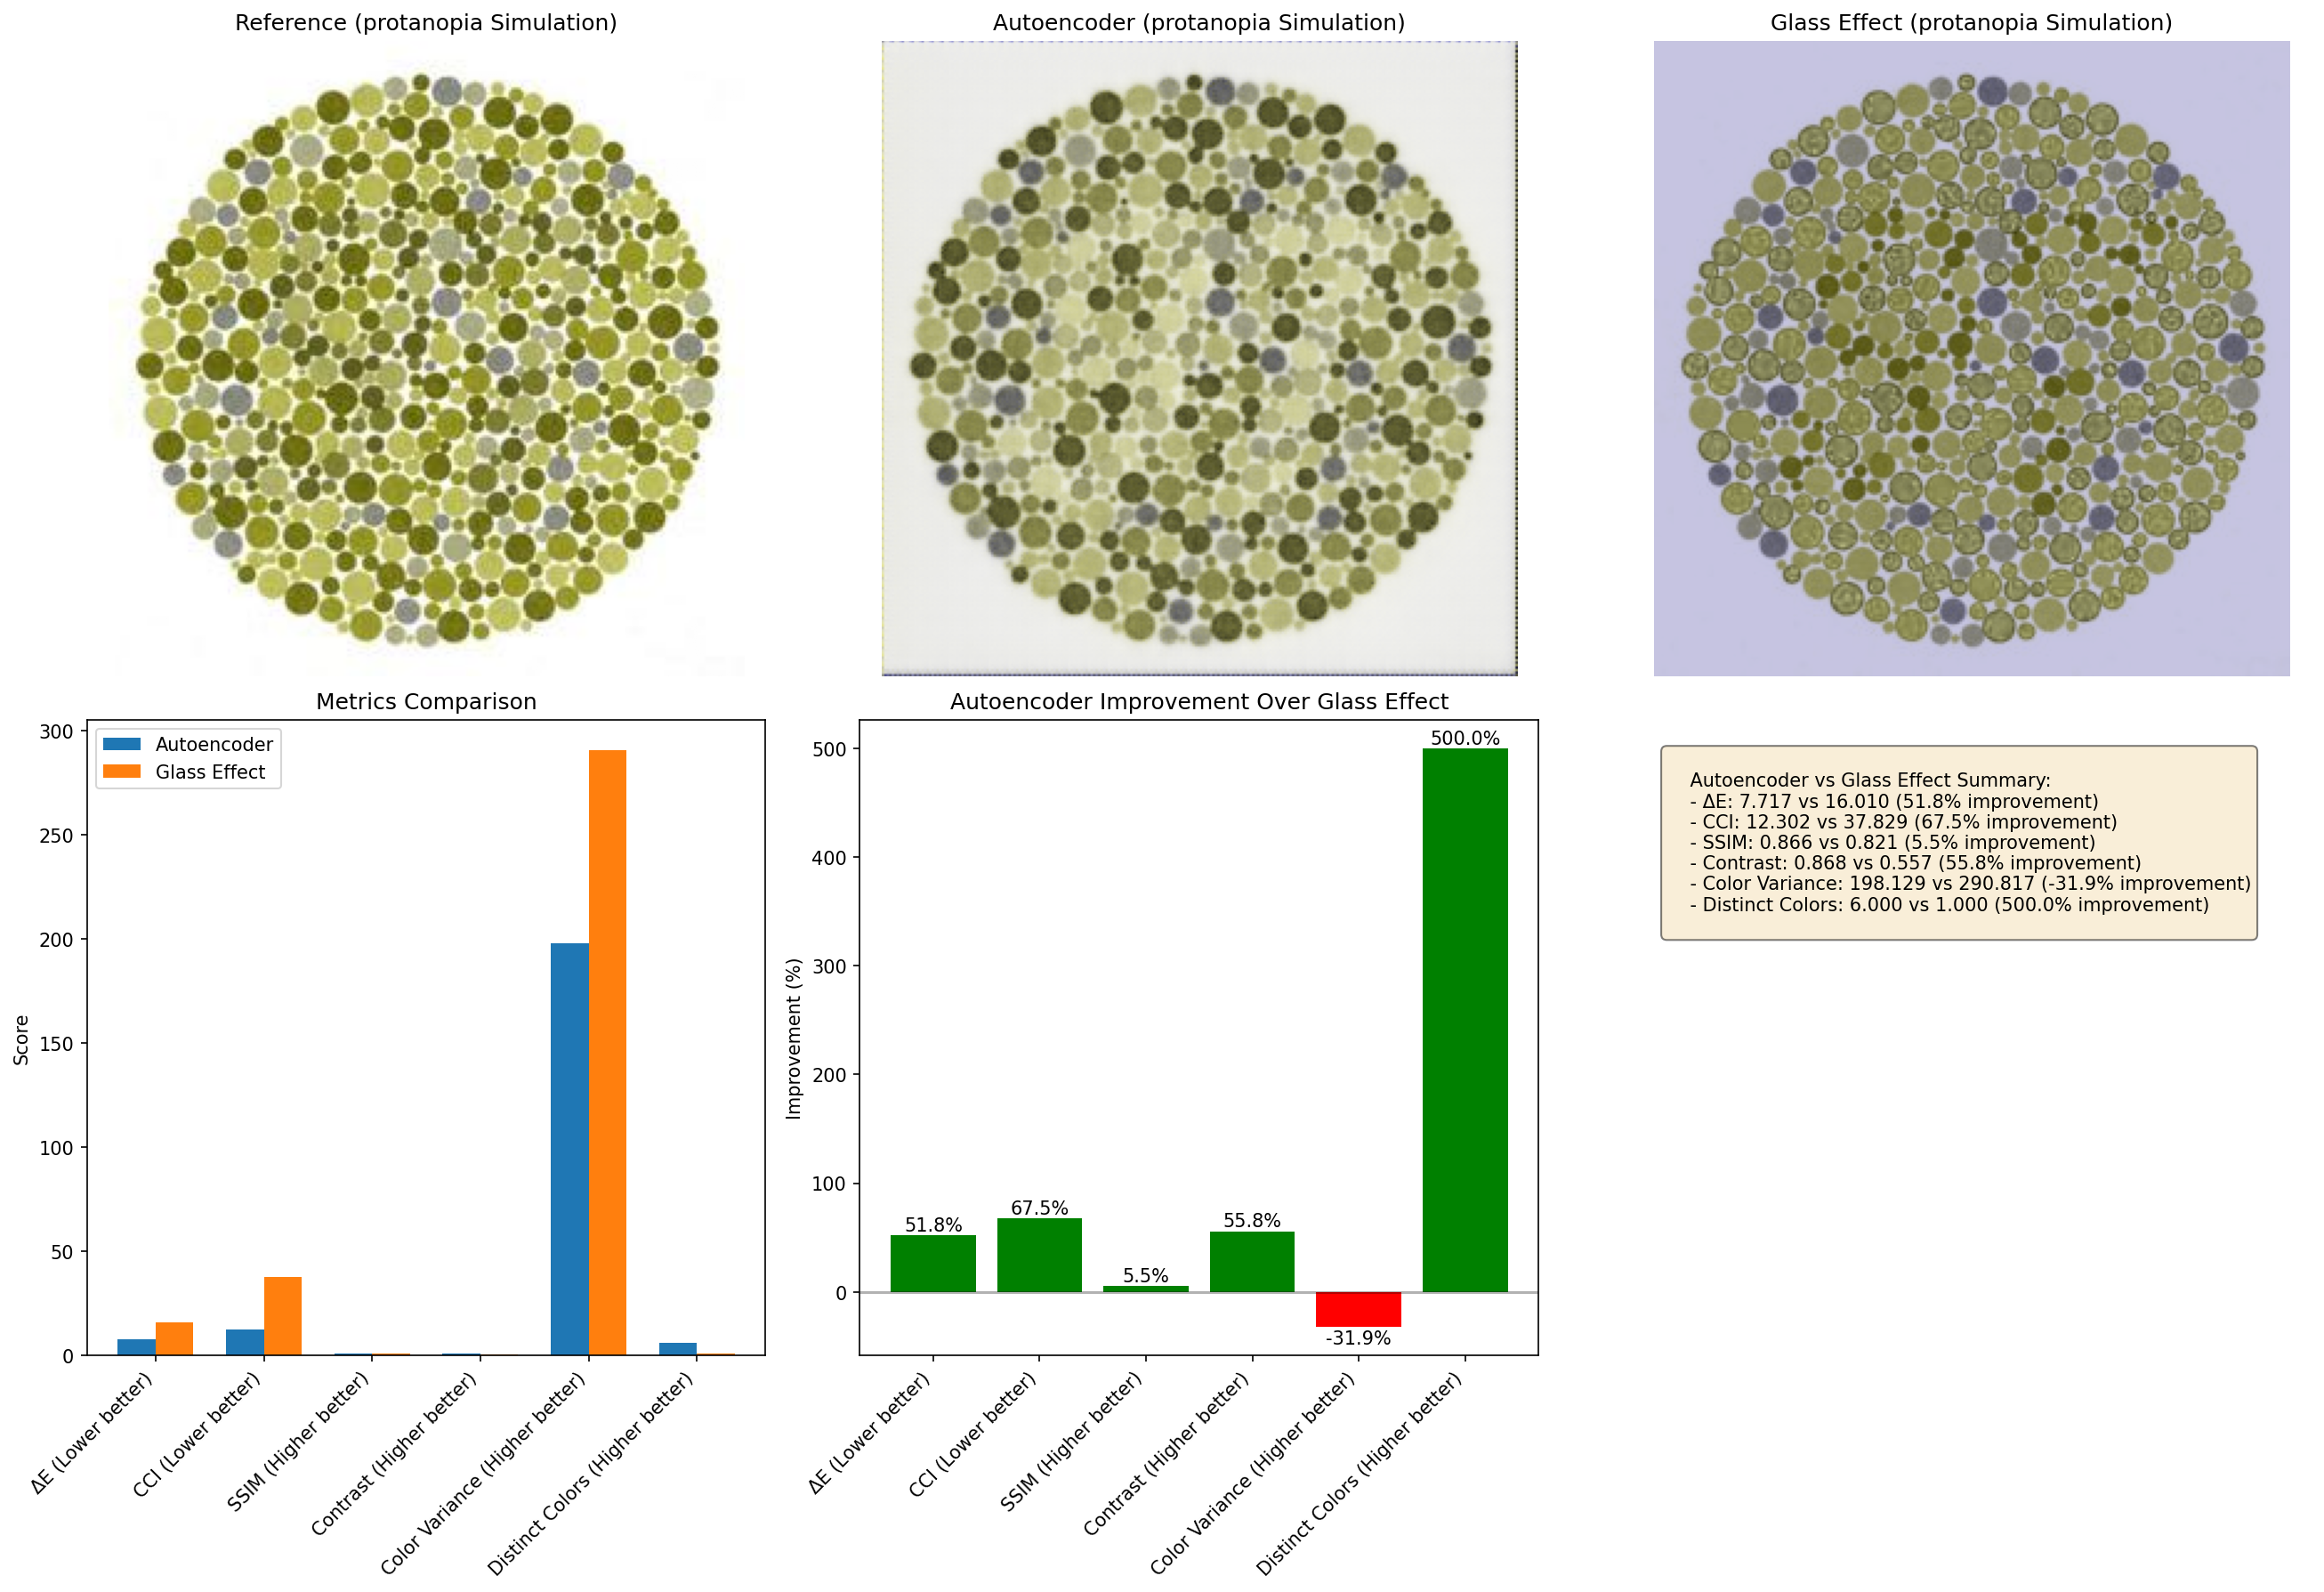 Reference (protanopia Simulation)
Autoencoder (protanopia Simulation)
Glass Effect (protanopia Simulation)
Metrics Comparison
Autoencoder
Glass Effect
Score
300
250
200
150
100
50
0
ΔE (Lower better)
CCI (Lower better)
SSIM (Higher better)
Contrast (Higher better)
Color Variance (Higher better)
Distinct Colors (Higher better)
Autoencoder Improvement Over Glass Effect
Improvement (%)
500
400
300
200
100
0
51.8%
67.5%
5.5%
55.8%
-31.9%
500.0%
ΔE (Lower better)
CCI (Lower better)
SSIM (Higher better)
Contrast (Higher better)
Color Variance (Higher better)
Distinct Colors (Higher better)
Autoencoder vs Glass Effect Summary:
- ΔE: 7.717 vs 16.010 (51.8% improvement)
- CCI: 12.302 vs 37.829 (67.5% improvement)
- SSIM: 0.866 vs 0.821 (5.5% improvement)
- Contrast: 0.868 vs 0.557 (55.8% improvement)
- Color Variance: 198.129 vs 290.817 (-31.9% improvement)
- Distinct Colors: 6.000 vs 1.000 (500.0% improvement)